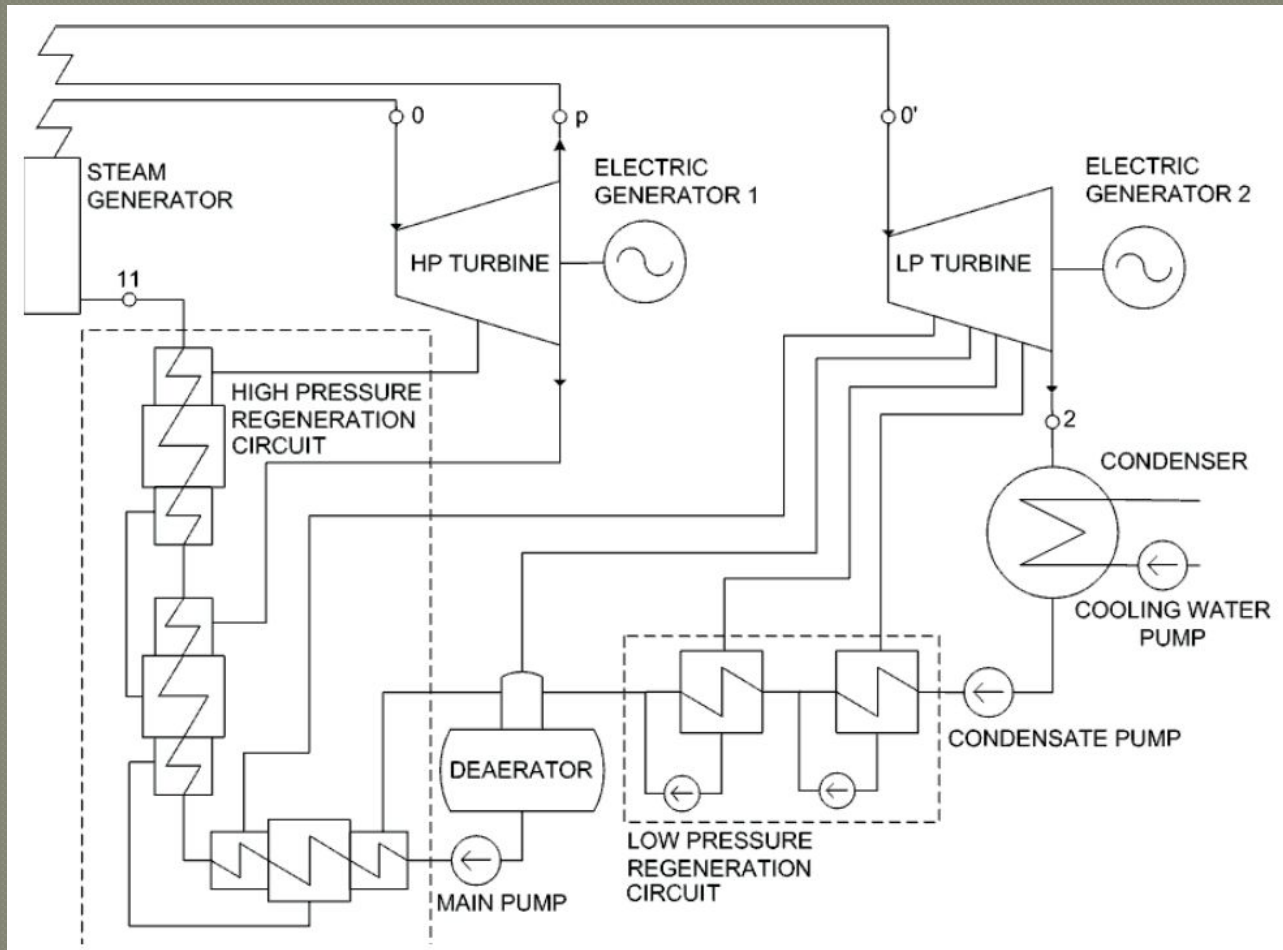 0
p
0'
STEAM
GENERATOR
ELECTRIC
GENERATOR 1
ELECTRIC
GENERATOR 2
HP TURBINE
LP TURBINE
11
HIGH PRESSURE
REGENERATION
CIRCUIT
2
CONDENSER
COOLING WATER
PUMP
CONDENSATE PUMP
DEAERATOR
LOW PRESSURE
REGENERATION
CIRCUIT
MAIN PUMP